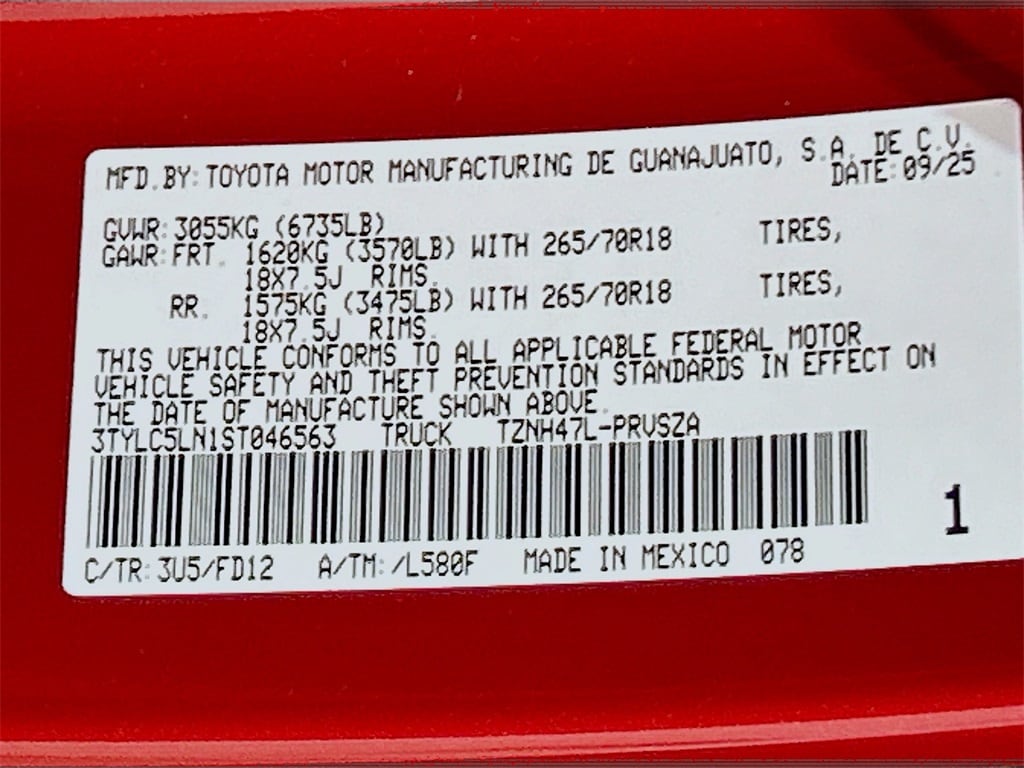 MFD.BY: TOYOTA MOTOR MANUFACTURING DE GUANAJUATO, S.A. DE C.V.
DATE: 09/25
GVWR: 3055KG (6735LB)
GAWR: FRT. 1620KG (3570LB) WITH 265/70R18 TIRES,
18X7.5J RIMS.
RR. 1575KG (3475LB) WITH 265/70R18 TIRES,
18X7.5J RIMS.
THIS VEHICLE CONFORMS TO ALL APPLICABLE FEDERAL MOTOR
VEHICLE SAFETY AND THEFT PREVENTION STANDARDS IN EFFECT ON
THE DATE OF MANUFACTURE SHOWN ABOVE.
3TYLC5LN1ST046563 TRUCK TZNH47L-PRVSZA
1
C/TR: 3U5/FD12 A/TM: /L580F MADE IN MEXICO 078